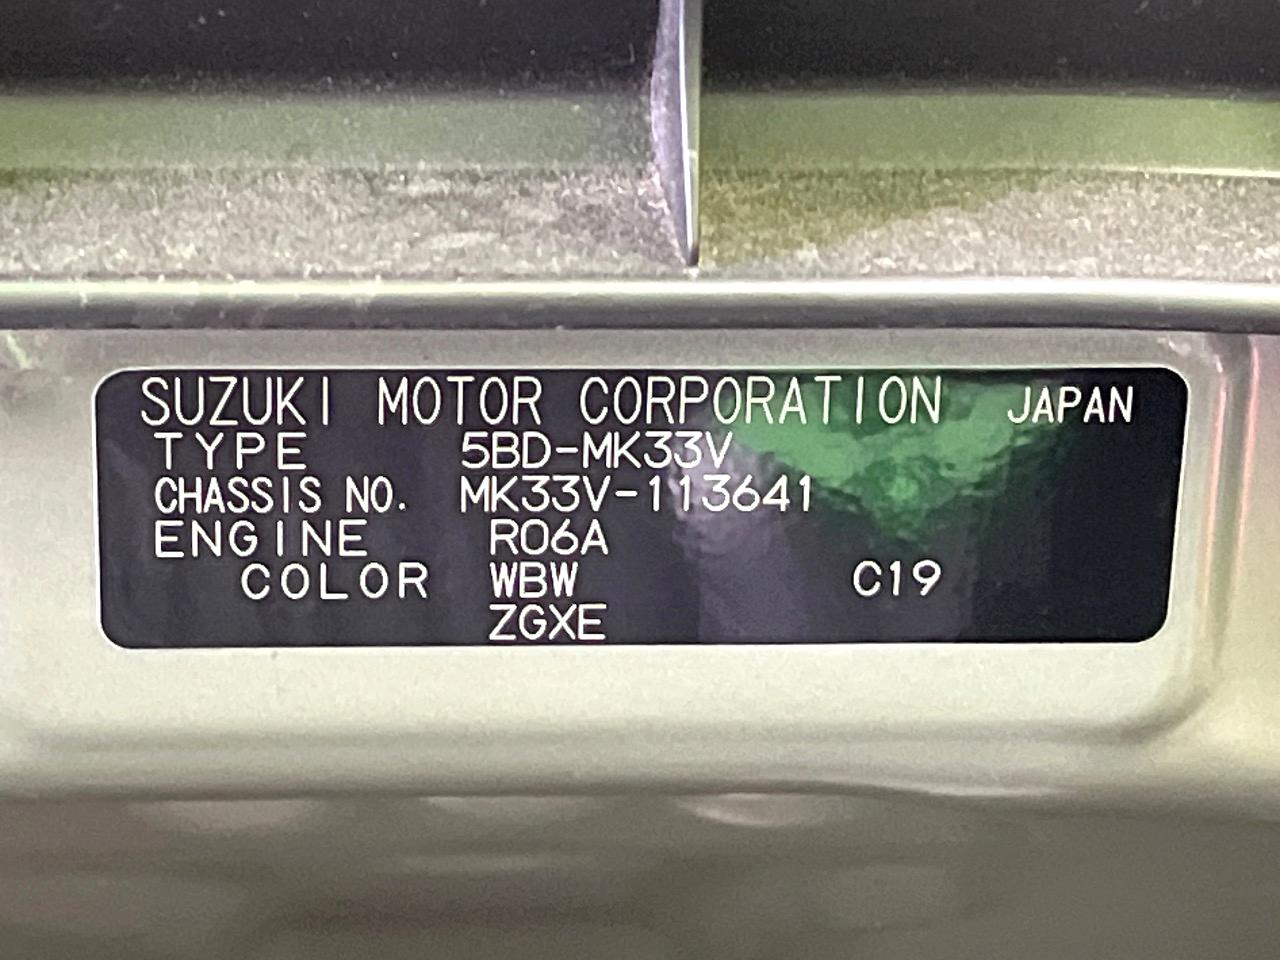 SUZUKI MOTOR CORPORATION JAPAN
TYPE 5BD-MK33V
CHASSIS NO. MK33V-113641
ENGINE R06A
COLOR WBW C19
ZGXE